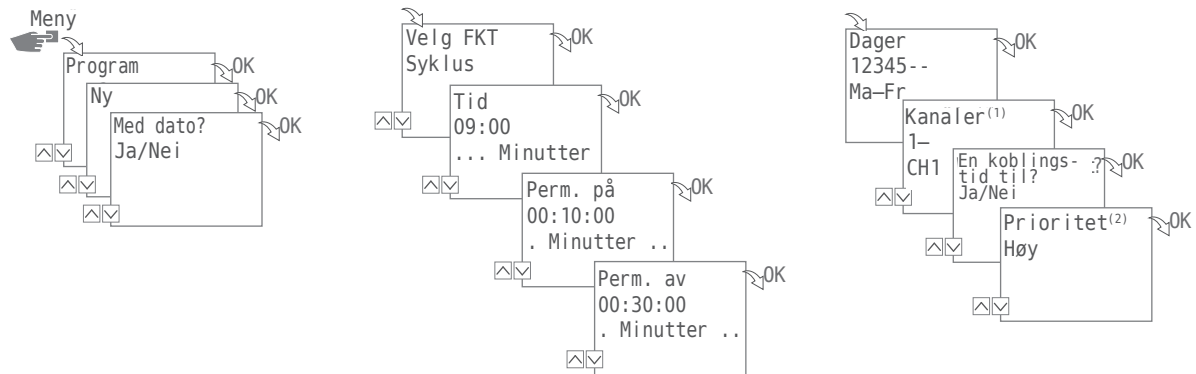 Meny
Program
OK
Ny
OK
Med dato?
OK
Ja/Nei
Velg FKT
OK
Syklus
Tid
OK
09:00
... Minutter
Perm. på
OK
00:10:00
. Minutter ..
Perm. av
OK
00:30:00
. Minutter ..
Dager
OK
12345--
Ma–Fr
Kanäler(1)
OK
1–
CH1
En koblings- ?
OK
tid til?
Ja/Nei
Prioritet(2)
OK
Høy